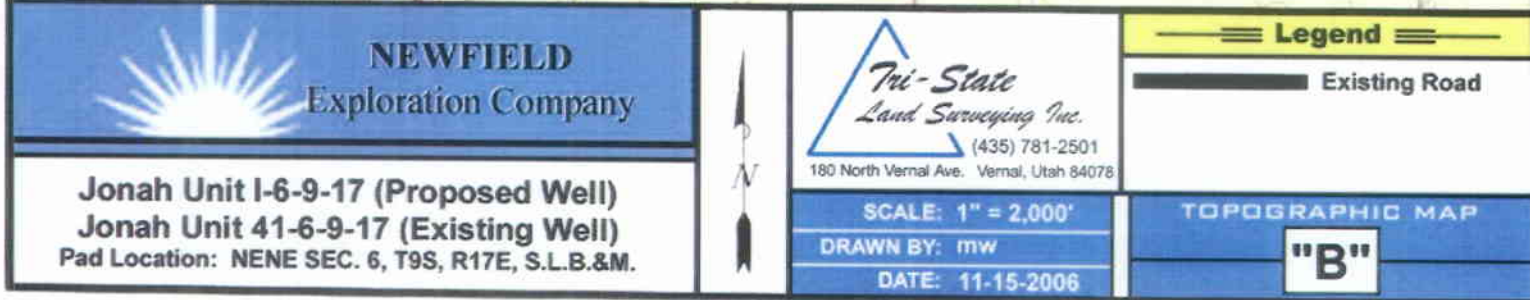 NEWFIELD
Exploration Company
Jonah Unit I-6-9-17 (Proposed Well)
Jonah Unit 41-6-9-17 (Existing Well)
Pad Location: NENE SEC. 6, T9S, R17E, S.L.B.&M.
N
Tri-State
Land Surveying Inc.
(435) 781-2501
180 North Vernal Ave. Vernal, Utah 84078
SCALE: 1" = 2,000'
DRAWN BY: mw
DATE: 11-15-2006
Legend
Existing Road
TOPOGRAPHIC MAP
"B"